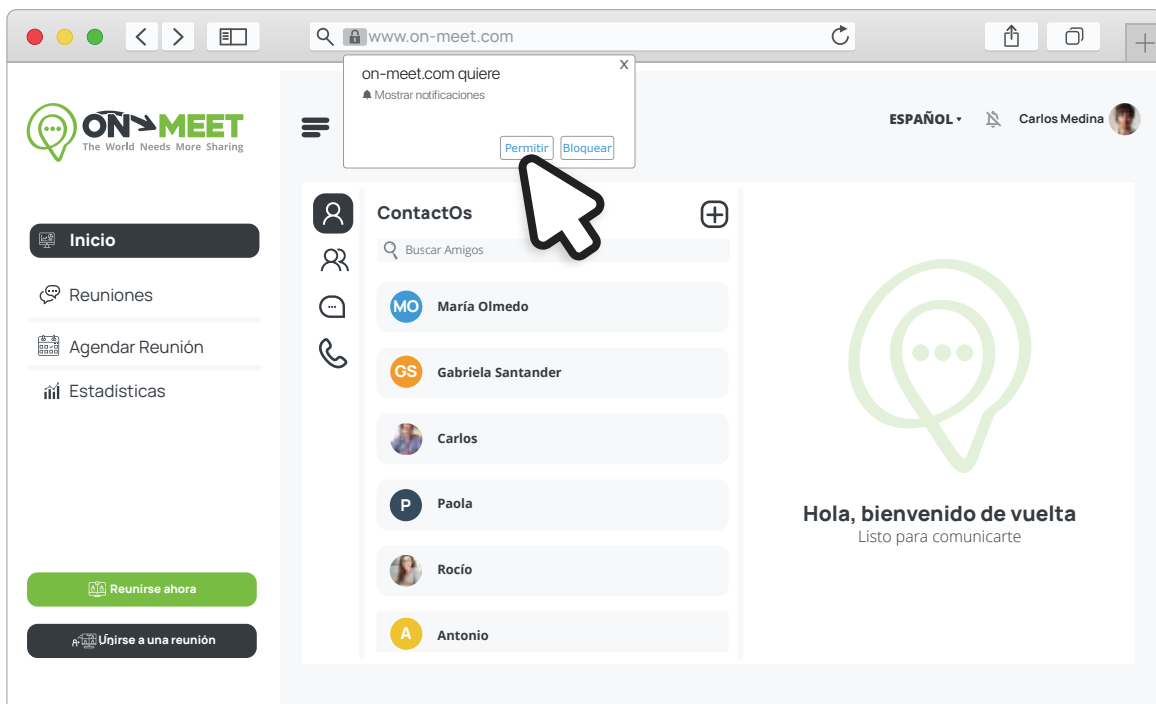 www.on-meet.com
on-meet.com quiere
X
Mostrar notificaciones
Permitir
Bloquear
ON MEET
The World Needs More Sharing
ESPAÑOL
Carlos Medina
Inicio
Reuniones
Agendar Reunión
Estadísticas
Reunirse ahora
Unirse a una reunión
ContactOs
Buscar Amigos
MO
María Olmedo
GS
Gabriela Santander
Carlos
P
Paola
Rocío
A
Antonio
Hola, bienvenido de vuelta
Listo para comunicarte